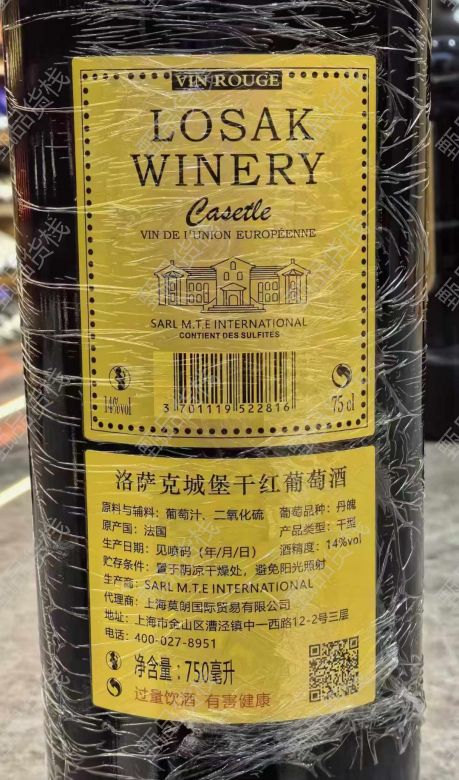 VIN ROUGE
LOSAK
WINERY
Casetle
VIN DE L'UNION EUROPÉENNE
SARL M.T.E INTERNATIONAL
CONTIENT DES SULFITES
14%vol
3 701119 522816
75 cl
洛萨克城堡干红葡萄酒
原料与辅料：葡萄汁、二氧化硫 葡萄品种：丹魄
原产国：法国 产品类型：干型
生产日期：见喷码（年/月/日） 酒精度：14%vol
贮存条件：置于阴凉干燥处，避免阳光照射
生产商：SARL M.T.E INTERNATIONAL
代理商：上海莫朗国际贸易有限公司
地址：上海市金山区漕泾镇中一西路12-2号三层
电话：400-027-8951
净含量：750毫升
过量饮酒 有害健康
甄品货栈